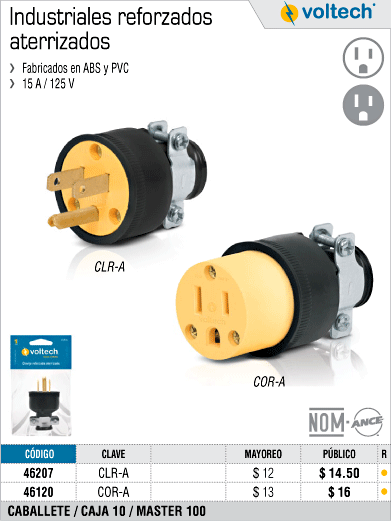 Industriales reforzados
aterrizados
voltech®
❯ Fabricados en ABS y PVC
❯ 15 A / 125 V
CLR-A
COR-A
voltech
NOM-ANCE
CÓDIGO CLAVE MAYOREO PÚBLICO R
46207 CLR-A $ 12 $ 14.50
46120 COR-A $ 13 $ 16
CABALLETE / CAJA 10 / MASTER 100